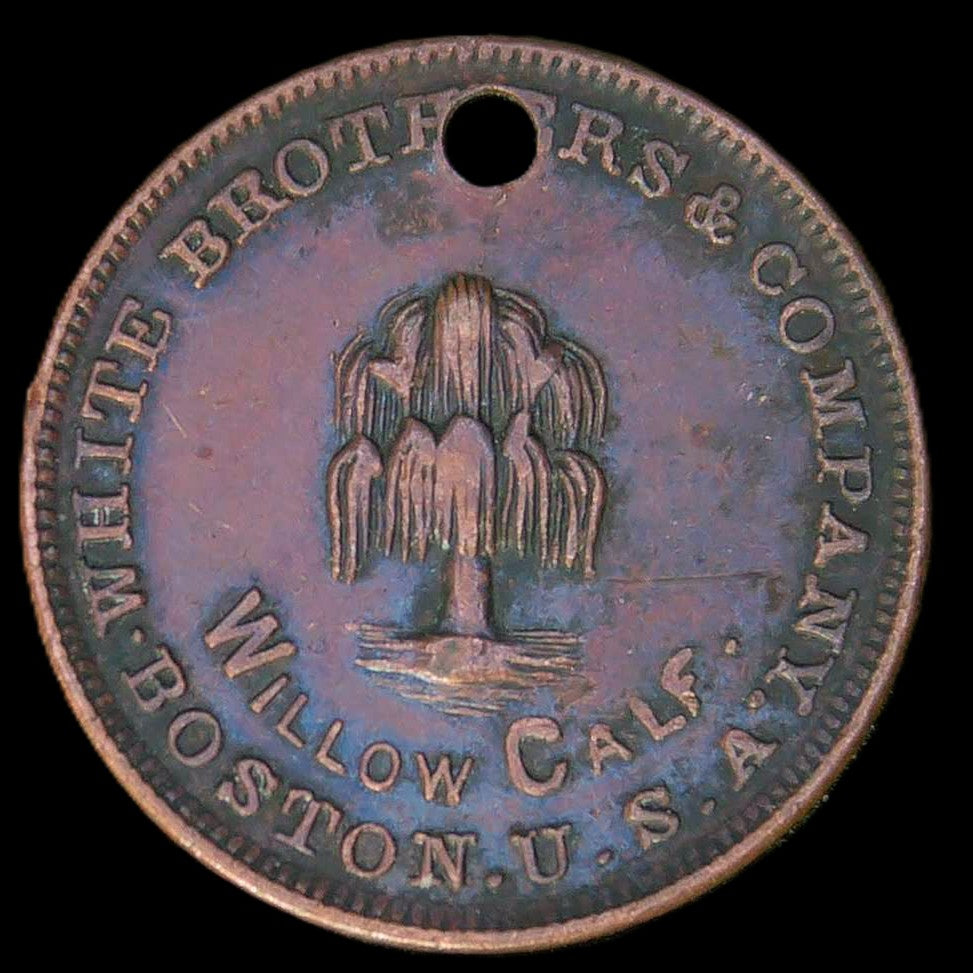 WHITE BROTHERS & COMPANY.
BOSTON. U. S. A.
WILLOW CALF.